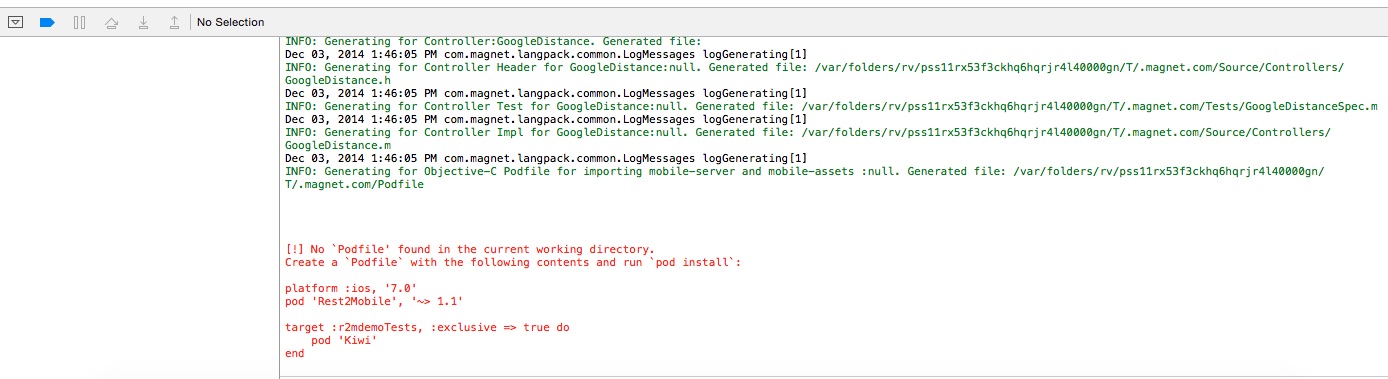 No Selection
INFO: Generating for Controller:GoogleDistance. Generated file:
Dec 03, 2014 1:46:05 PM com.magnet.langpack.common.LogMessages logGenerating[1]
INFO: Generating for Controller Header for GoogleDistance:null. Generated file: /var/folders/rv/pss11rx53f3ckhq6hqrjr4l40000gn/T/.magnet.com/Source/Controllers/
GoogleDistance.h
Dec 03, 2014 1:46:05 PM com.magnet.langpack.common.LogMessages logGenerating[1]
INFO: Generating for Controller Test for GoogleDistance:null. Generated file: /var/folders/rv/pss11rx53f3ckhq6hqrjr4l40000gn/T/.magnet.com/Tests/GoogleDistanceSpec.m
Dec 03, 2014 1:46:05 PM com.magnet.langpack.common.LogMessages logGenerating[1]
INFO: Generating for Controller Impl for GoogleDistance:null. Generated file: /var/folders/rv/pss11rx53f3ckhq6hqrjr4l40000gn/T/.magnet.com/Source/Controllers/
GoogleDistance.m
Dec 03, 2014 1:46:05 PM com.magnet.langpack.common.LogMessages logGenerating[1]
INFO: Generating for Objective-C Podfile for importing mobile-server and mobile-assets :null. Generated file: /var/folders/rv/pss11rx53f3ckhq6hqrjr4l40000gn/
T/.magnet.com/Podfile
[!] No `Podfile' found in the current working directory.
Create a `Podfile` with the following contents and run `pod install`:
platform :ios, '7.0'
pod 'Rest2Mobile', '~> 1.1'
target :r2mdemoTests, :exclusive => true do
    pod 'Kiwi'
end